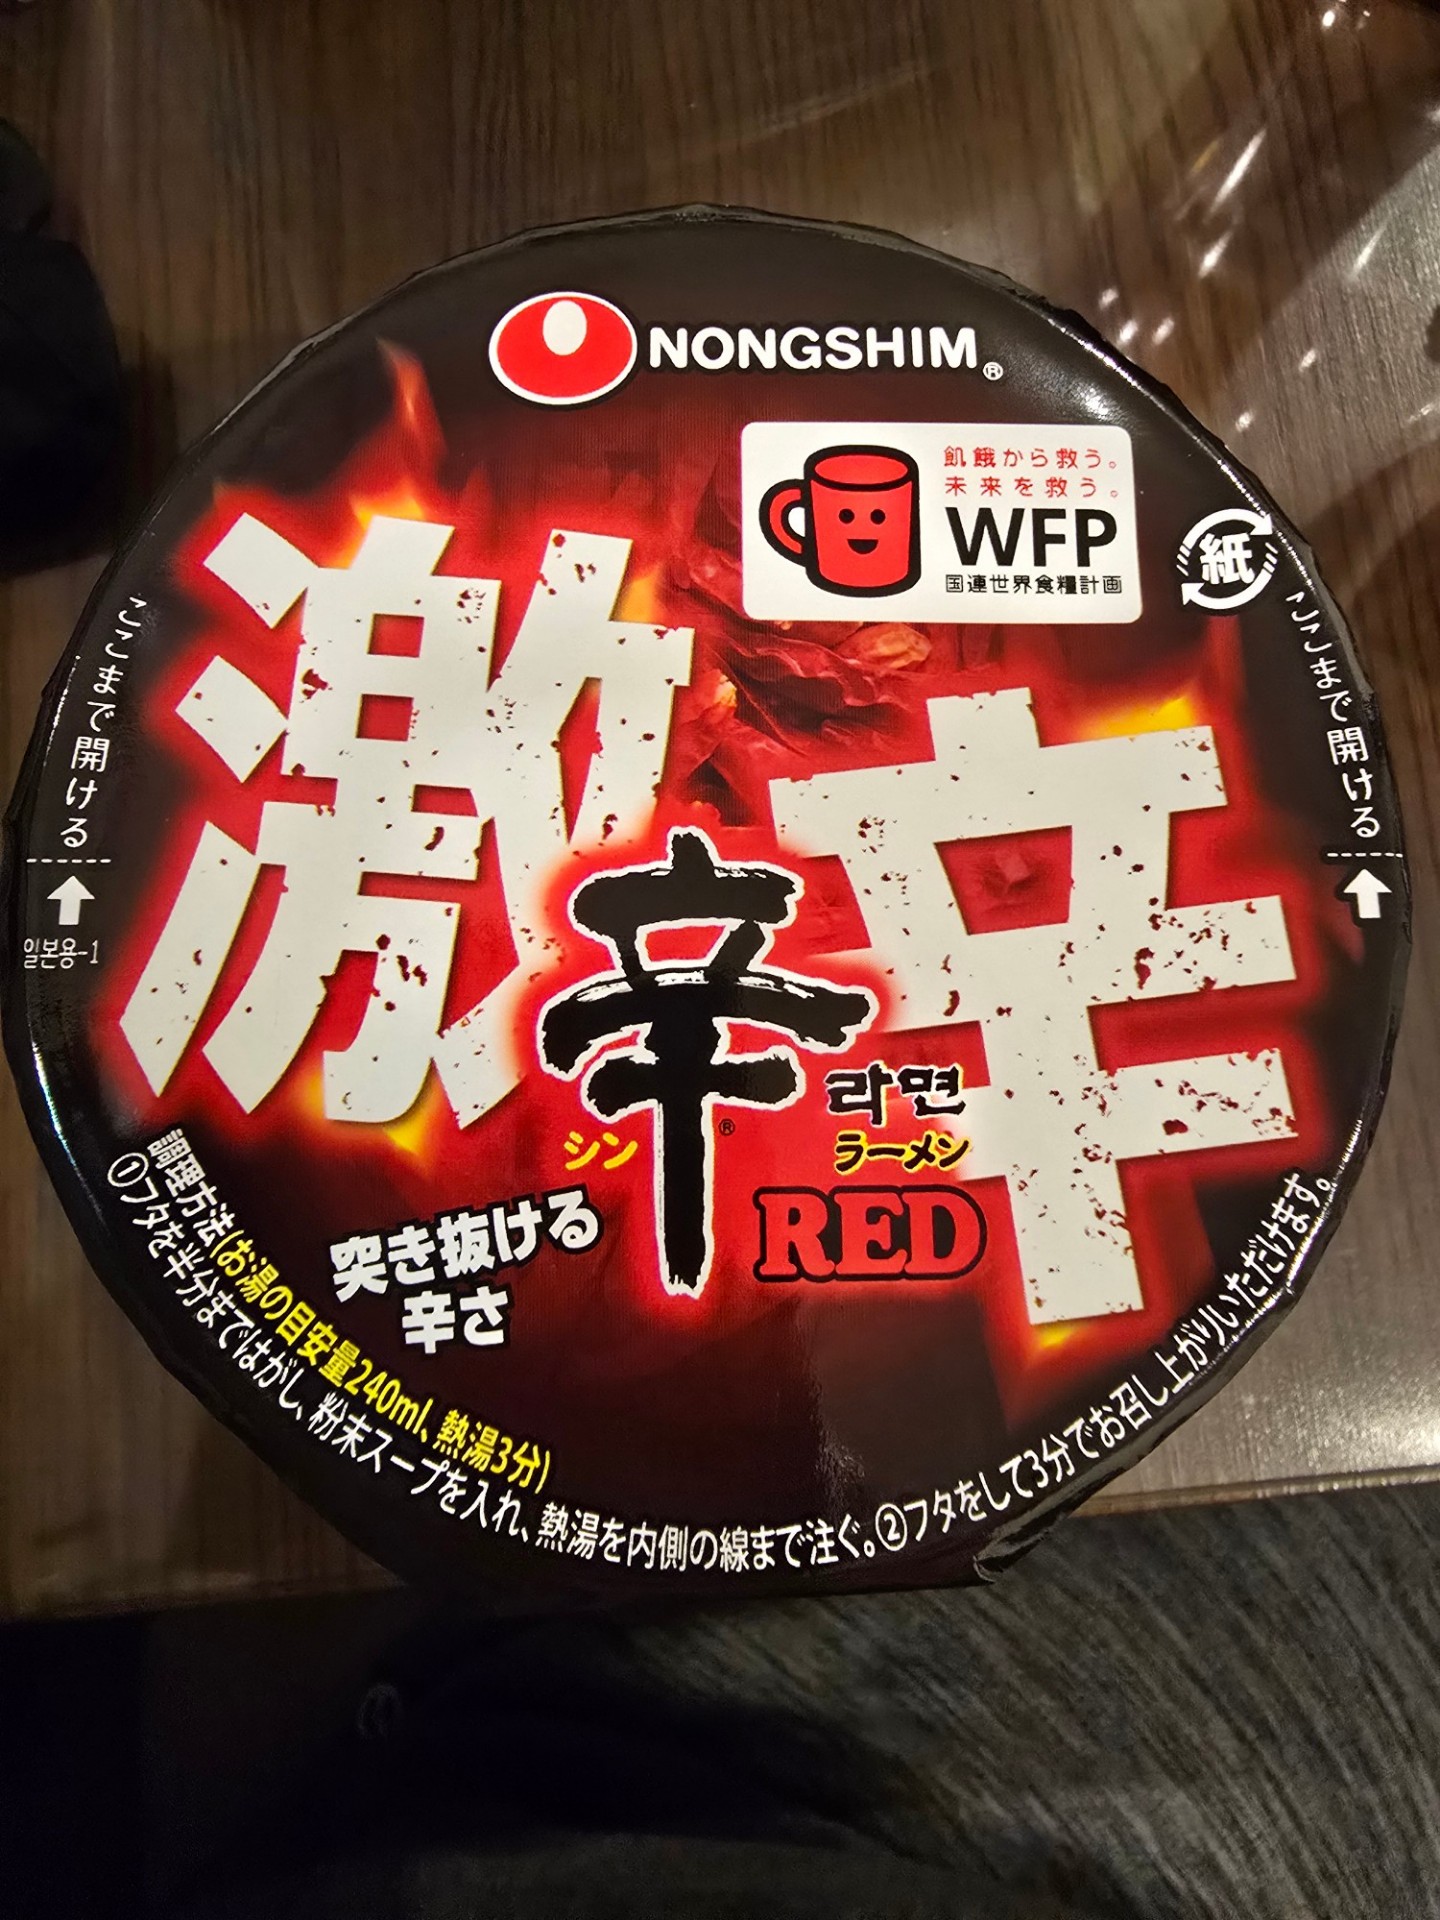 NONGSHIM®
飢餓から救う。
未来を救う。
WFP
国連世界食糧計画
紙
ここまで開ける
ここまで開ける
일본용-1
激辛
辛®
シン
라면
ラーメン
RED
突き抜ける
辛さ
調理方法(お湯の目安量240ml、熱湯3分)
①フタを半分まではがし、粉末スープを入れ、熱湯を内側の線まで注ぐ。②フタをして3分でお召し上がりいただけます。